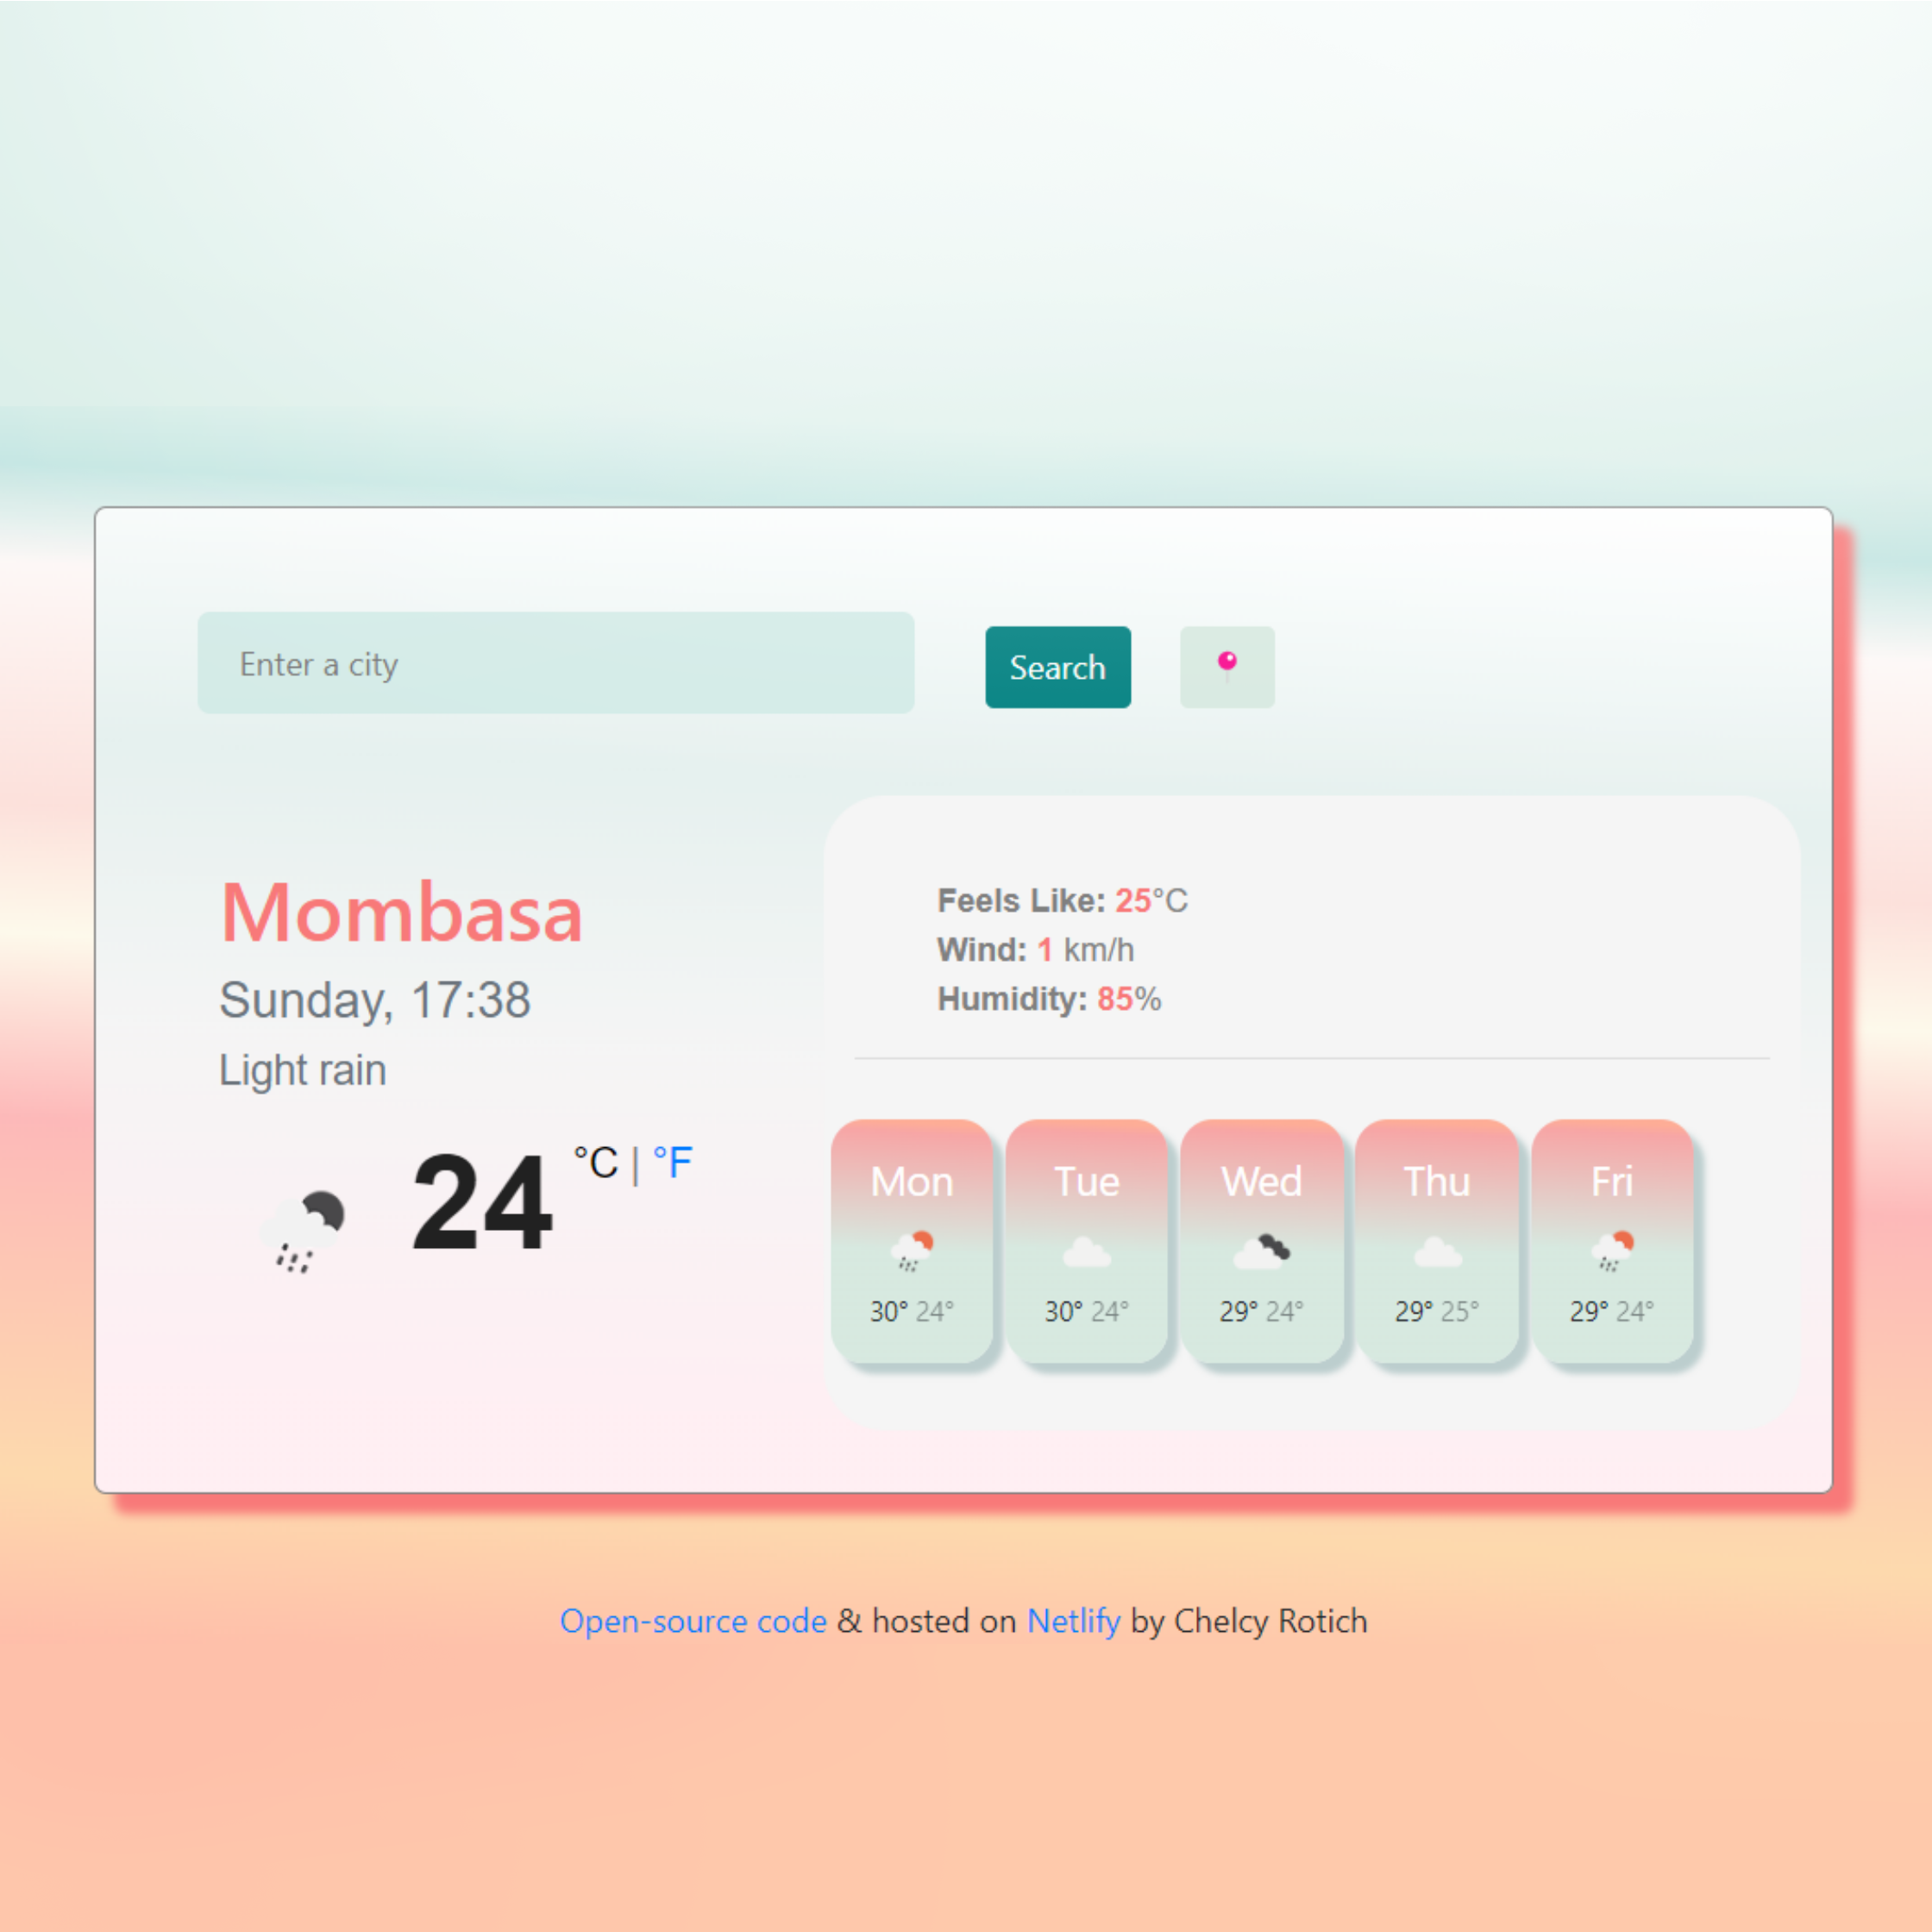 Enter a city
Search
Mombasa
Sunday, 17:38
Light rain
24 °C | °F
Feels Like: 25°C
Wind: 1 km/h
Humidity: 85%
Mon Tue Wed Thu Fri
30° 24° 30° 24° 29° 24° 29° 25° 29° 24°
Open-source code & hosted on Netlify by Chelcy Rotich